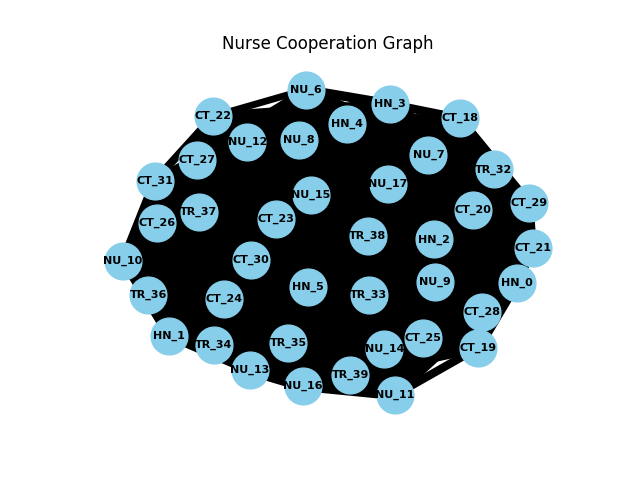 Nurse Cooperation Graph
NU_6
HN_3
CT_22
CT_18
HN_4
NU_12
NU_8
NU_7
CT_27
TR_32
CT_31
NU_17
NU_15
CT_29
TR_37
CT_20
CT_26
CT_23
TR_38
HN_2
CT_21
NU_10
CT_30
NU_9
HN_0
HN_5
TR_36
TR_33
CT_24
CT_28
HN_1
CT_25
TR_34
TR_35
CT_19
NU_14
NU_13
TR_39
NU_16
NU_11